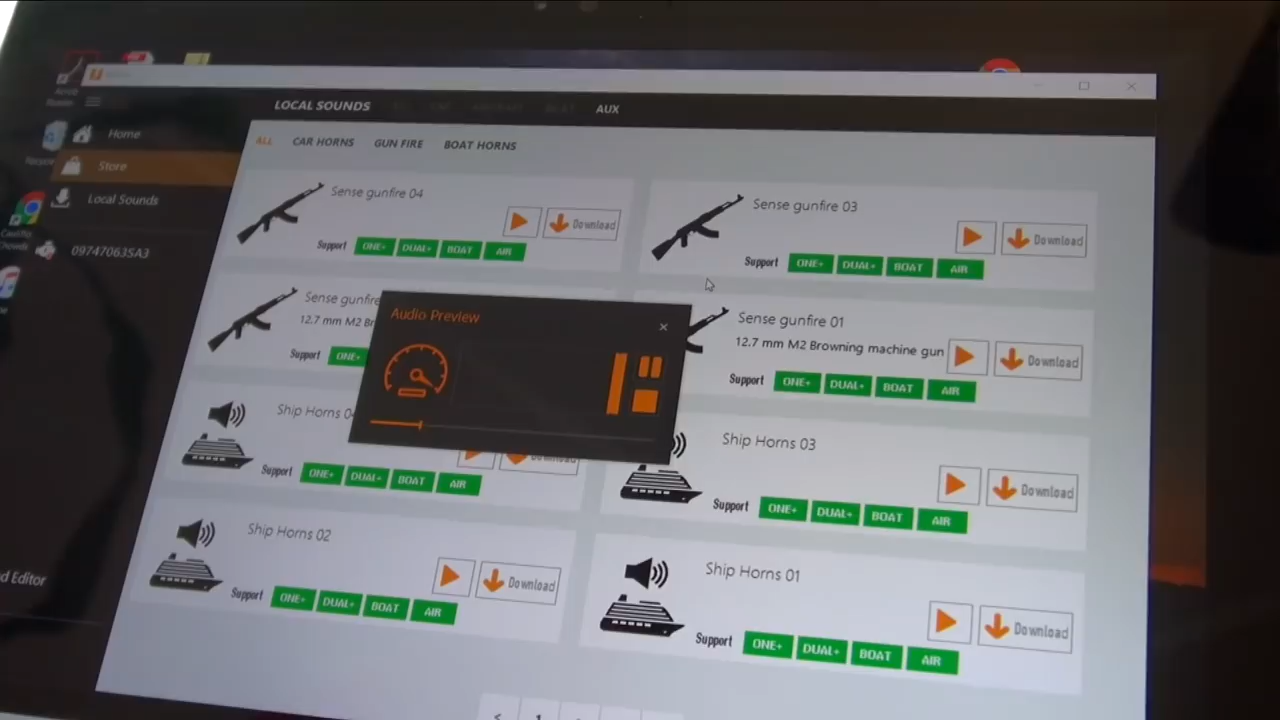 LOCAL SOUNDS
AUX
Home
Store
Local Sounds
09747063SA3
ALL CAR HORNS GUN FIRE BOAT HORNS
Sense gunfire 04
Download
Support ONE+ DUAL+ BOAT AIR
Sense gunfire 03
Download
Support ONE+ DUAL+ BOAT AIR
Sense gunfire
12.7 mm M2 Br
Support ONE+
Audio Preview
Sense gunfire 01
12.7 mm M2 Browning machine gun
Download
Support ONE+ DUAL+ BOAT AIR
Ship Horns
Download
Support ONE+ DUAL+ BOAT AIR
Ship Horns 03
Download
Support ONE+ DUAL+ BOAT AIR
Ship Horns 02
Download
Support ONE+ DUAL+ BOAT AIR
Ship Horns 01
Download
Support ONE+ DUAL+ BOAT AIR
d Editor
< 1